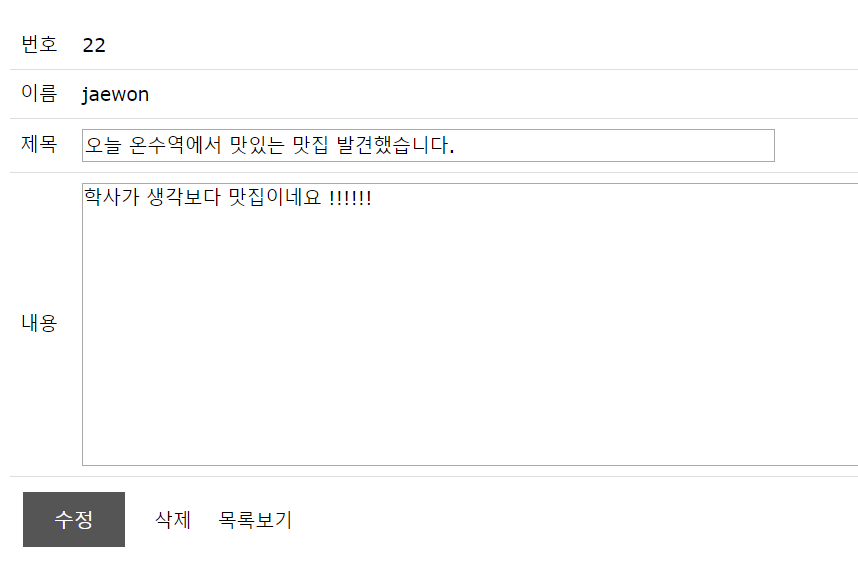 번호 22
이름 jaewon
제목 오늘 온수역에서 맛있는 맛집 발견했습니다.
내용 학사가 생각보다 맛집이네요 !!!!!!
수정 삭제 목록보기